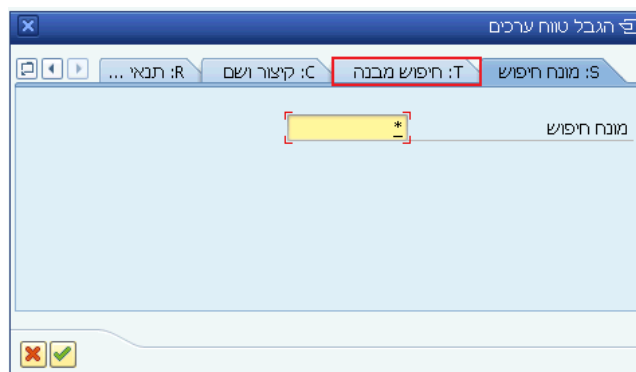 הגבל טווח ערכים
S: מונח חיפוש
T: חיפוש מבנה
C: קיצור ושם
R: תנאי ...
מונח חיפוש
*